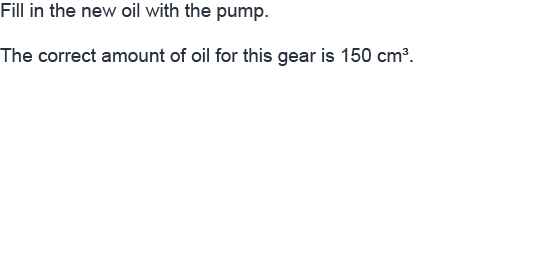 Fill in the new oil with the pump.
The correct amount of oil for this gear is 150 cm³.